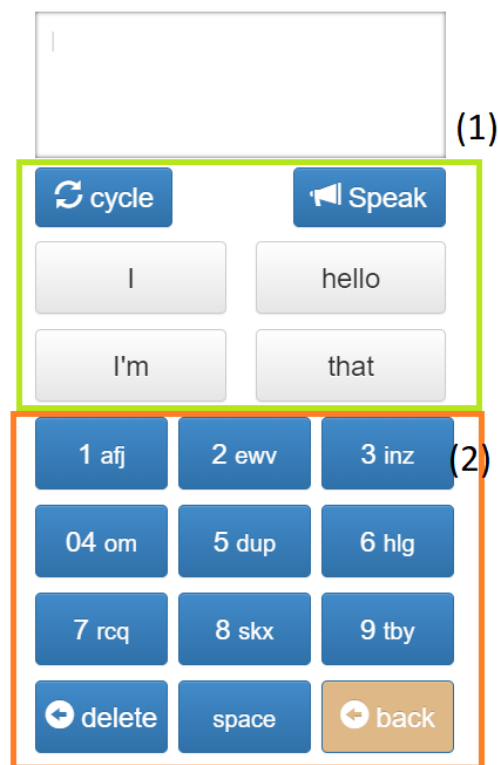 (1)
cycle Speak
I hello
I'm that
1 afj 2 ewv 3 inz (2)
04 om 5 dup 6 hlg
7 rcq 8 skx 9 tby
delete space back